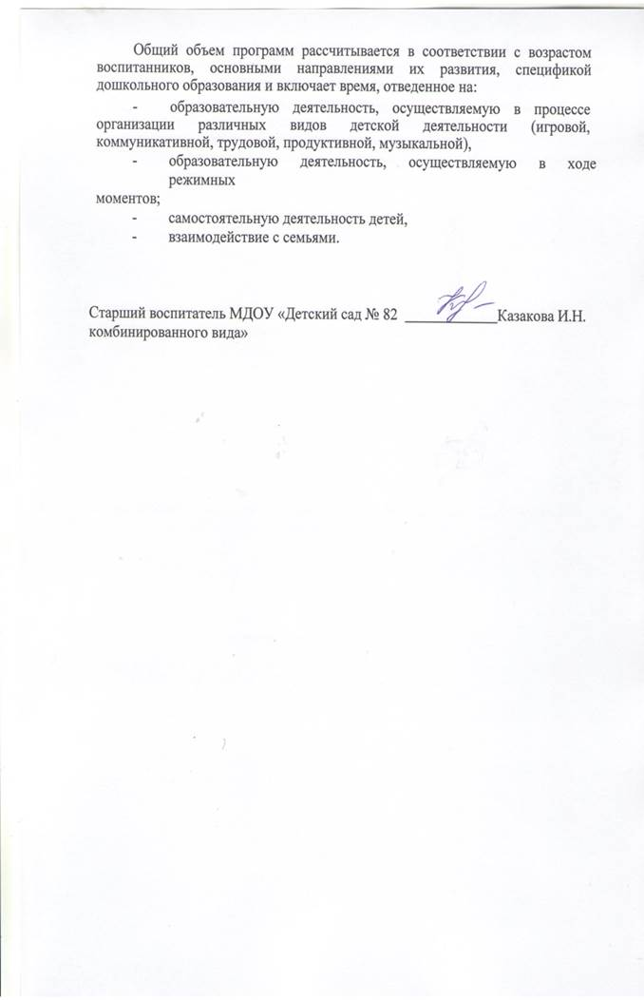 Общий объем программ рассчитывается в соответствии с возрастом
воспитанников, основными направлениями их развития, спецификой
дошкольного образования и включает время, отведенное на:
- образовательную деятельность, осуществляемую в процессе
организации различных видов детской деятельности (игровой,
коммуникативной, трудовой, продуктивной, музыкальной),
- образовательную деятельность, осуществляемую в ходе
режимных
моментов;
- самостоятельную деятельность детей,
- взаимодействие с семьями.
Старший воспитатель МДОУ «Детский сад № 82 ____________Казакова И.Н.
комбинированного вида»